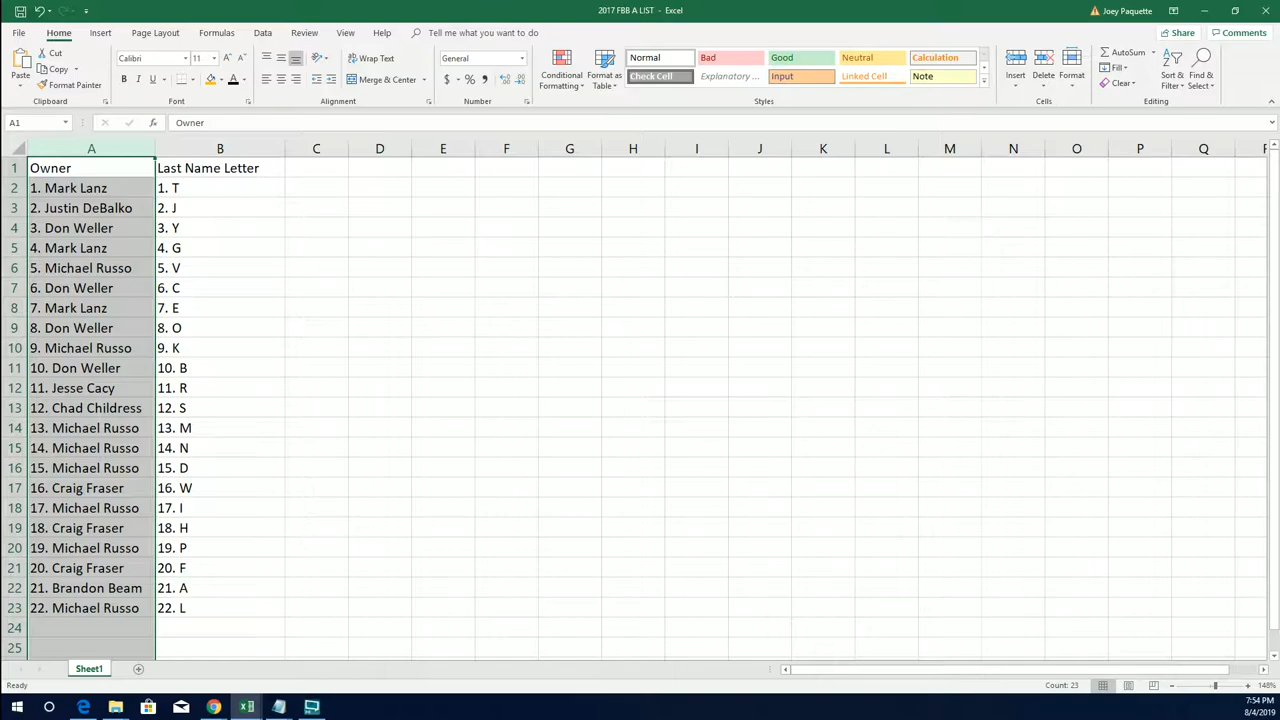 2017 FBB A LIST - Excel
Joey Paquette
File Home Insert Page Layout Formulas Data Review View Help Tell me what you want to do Share Comments
Paste
Cut
Copy
Format Painter
Clipboard
Calibri 11 A A
B I U A
Font
Wrap Text
Merge & Center
Alignment
General
$ % ,
Number
Conditional Formatting
Format as Table
Normal Bad Good Neutral Calculation
Check Cell Explanatory ... Input Linked Cell Note
Styles
Insert Delete Format
Cells
AutoSum
Fill
Clear
Sort & Filter
Find & Select
Editing
A1 fx Owner
A B C D E F G H I J K L M N O P Q
1 Owner Last Name Letter
2 1. Mark Lanz 1. T
3 2. Justin DeBalko 2. J
4 3. Don Weller 3. Y
5 4. Mark Lanz 4. G
6 5. Michael Russo 5. V
7 6. Don Weller 6. C
8 7. Mark Lanz 7. E
9 8. Don Weller 8. O
10 9. Michael Russo 9. K
11 10. Don Weller 10. B
12 11. Jesse Cacy 11. R
13 12. Chad Childress 12. S
14 13. Michael Russo 13. M
15 14. Michael Russo 14. N
16 15. Michael Russo 15. D
17 16. Craig Fraser 16. W
18 17. Michael Russo 17. I
19 18. Craig Fraser 18. H
20 19. Michael Russo 19. P
21 20. Craig Fraser 20. F
22 21. Brandon Beam 21. A
23 22. Michael Russo 22. L
24
25
Sheet1
Ready Count: 23 148%
7:54 PM
8/4/2019